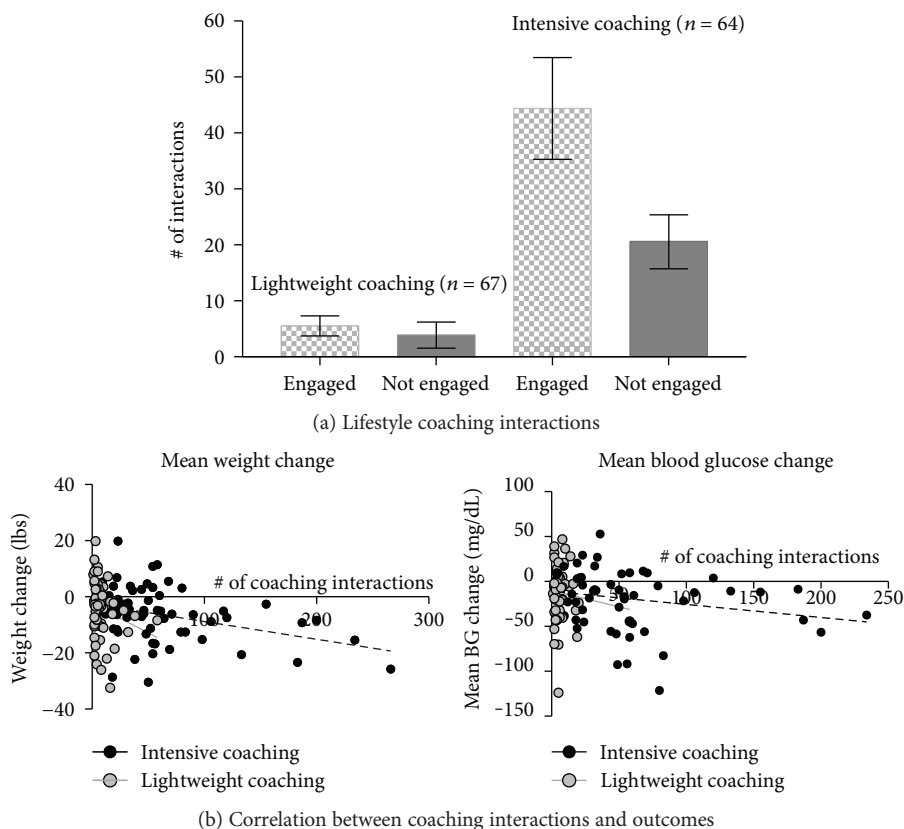 60
Intensive coaching (n = 64)
50
40
# of interactions
30
20
Lightweight coaching (n = 67)
10
0
Engaged Not engaged Engaged Not engaged
(a) Lifestyle coaching interactions
Mean weight change
40
20
Weight change (lbs)
# of coaching interactions
0
100 200 300
−20
−40
Intensive coaching
Lightweight coaching
Mean blood glucose change
100
50
Mean BG change (mg/dL)
# of coaching interactions
0
50 100 150 200 250
−50
−100
−150
Intensive coaching
Lightweight coaching
(b) Correlation between coaching interactions and outcomes